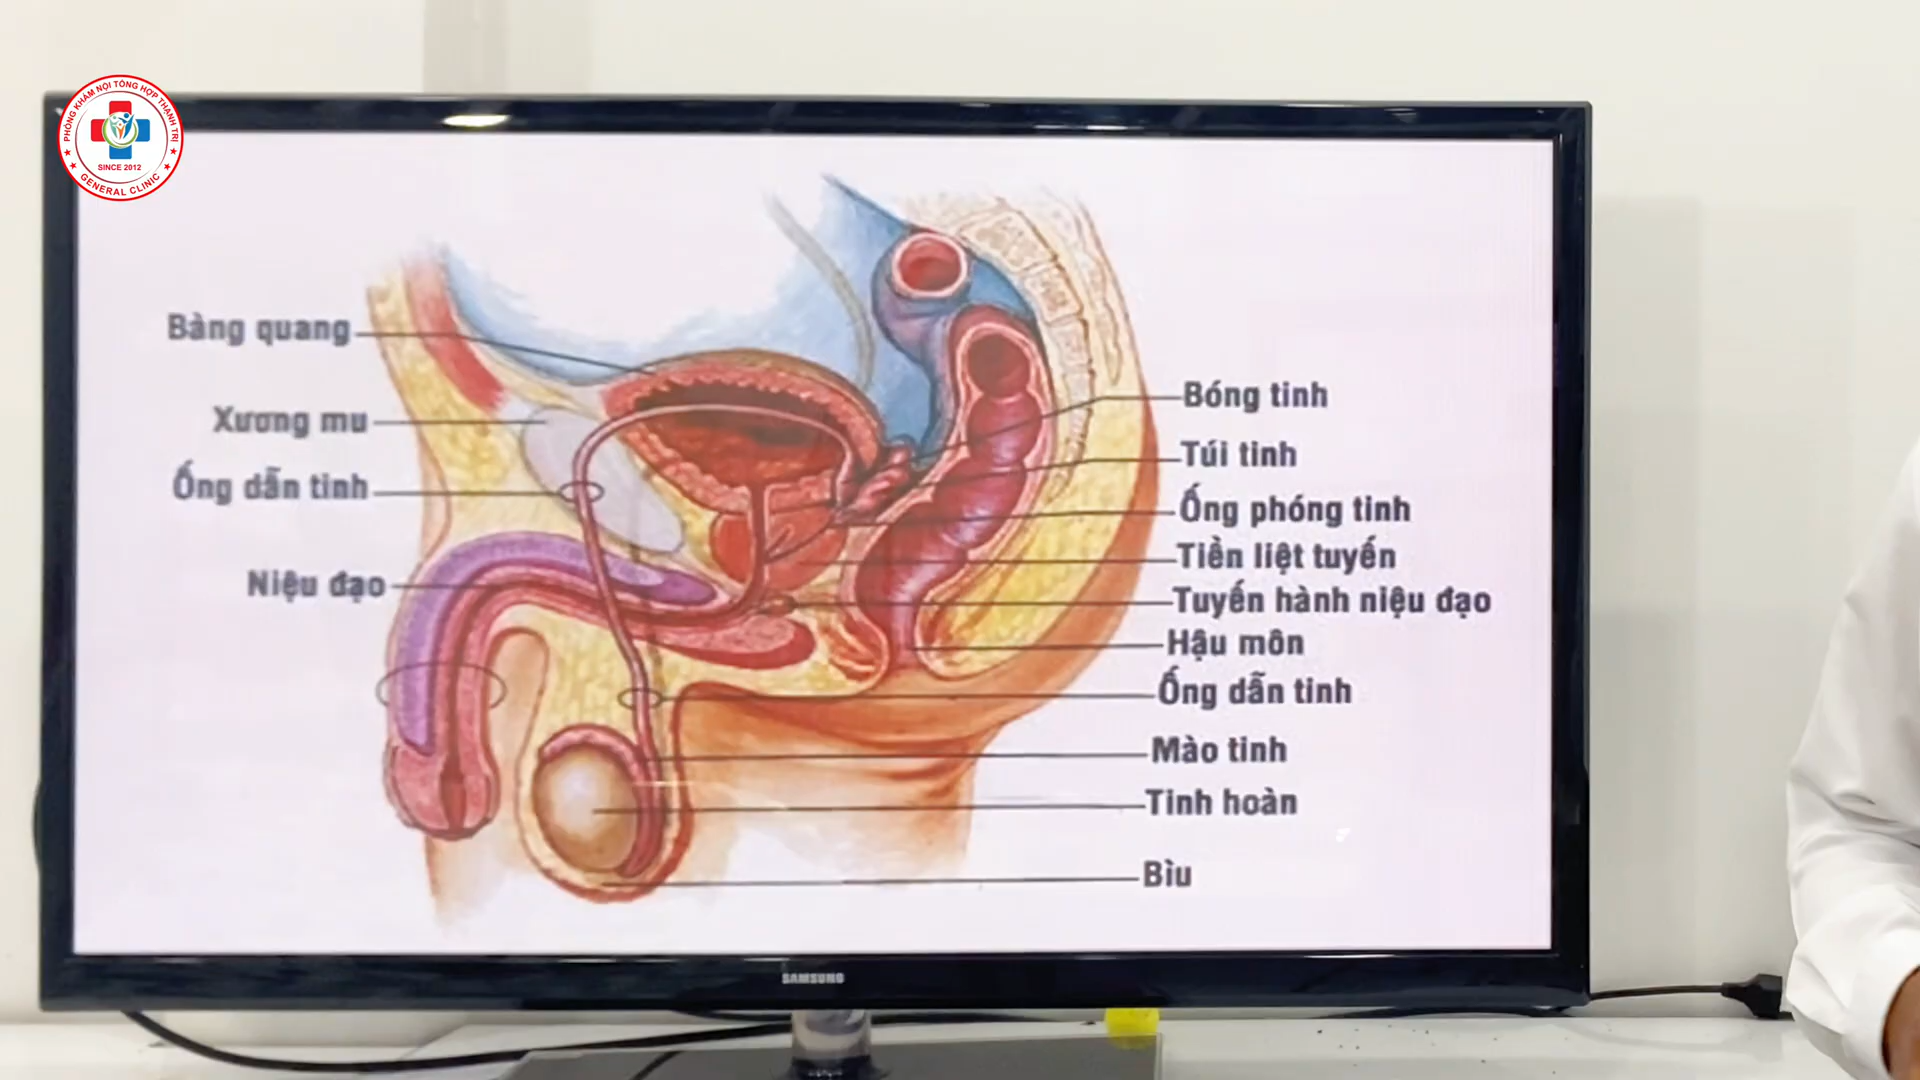 PHÒNG KHÁM NỘI TỔNG HỢP THANH TRỊ
SINCE 2012
GENERAL CLINIC
Bàng quang
Xương mu
Ống dẫn tinh
Niệu đạo
Bóng tinh
Túi tinh
Ống phóng tinh
Tiền liệt tuyến
Tuyến hành niệu đạo
Hậu môn
Ống dẫn tinh
Mào tinh
Tinh hoàn
Bìu
SAMSUNG